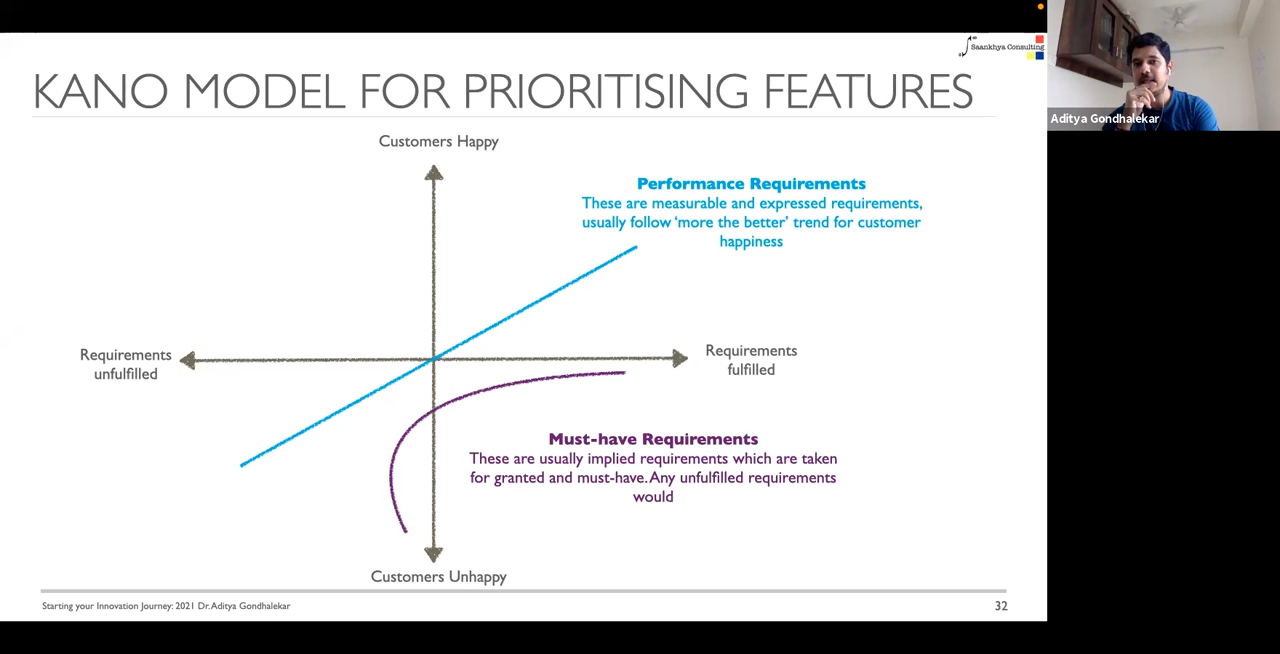 Saankhya Consulting
KANO MODEL FOR PRIORITISING FEATURES
Aditya Gondhalekar
Customers Happy
Performance Requirements
These are measurable and expressed requirements,
usually follow ‘more the better’ trend for customer
happiness
Requirements
unfulfilled
Requirements
fulfilled
Must-have Requirements
These are usually implied requirements which are taken
for granted and must-have. Any unfulfilled requirements
would
Customers Unhappy
Starting your Innovation Journey: 2021 Dr. Aditya Gondhalekar
32